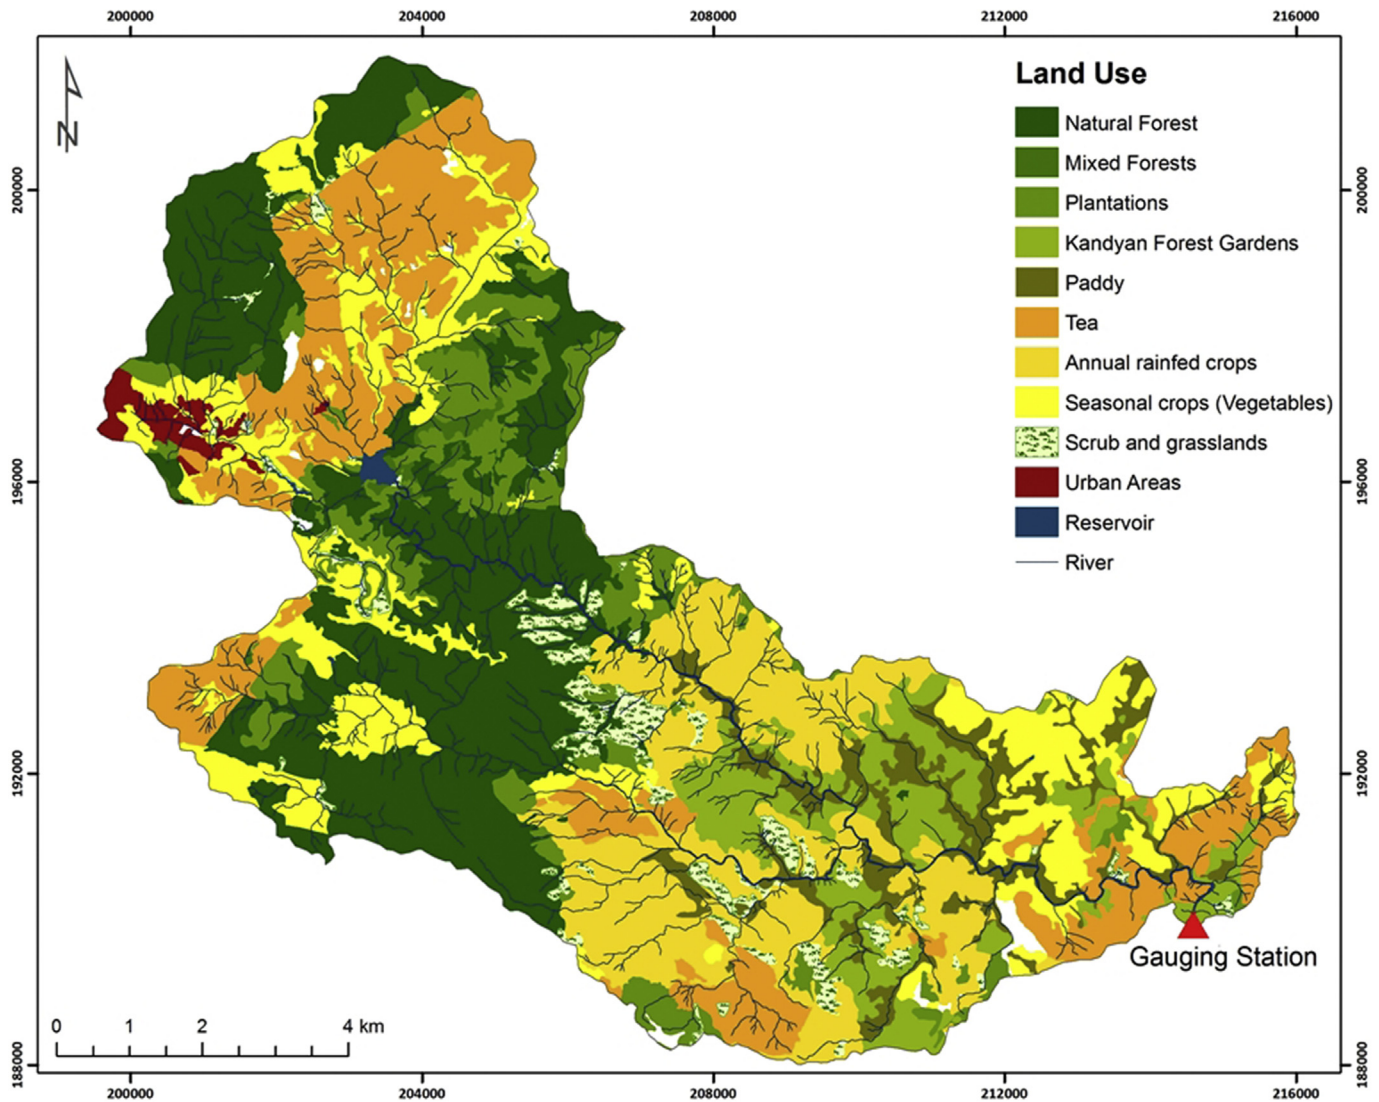 200000 204000 208000 212000 216000
N
Land Use
Natural Forest
Mixed Forests
Plantations
Kandyan Forest Gardens
Paddy
Tea
Annual rainfed crops
Seasonal crops (Vegetables)
Scrub and grasslands
Urban Areas
Reservoir
River
200000 200000
196000 196000
192000 192000
Gauging Station
0 1 2 4 km
188000 188000
200000 204000 208000 212000 216000